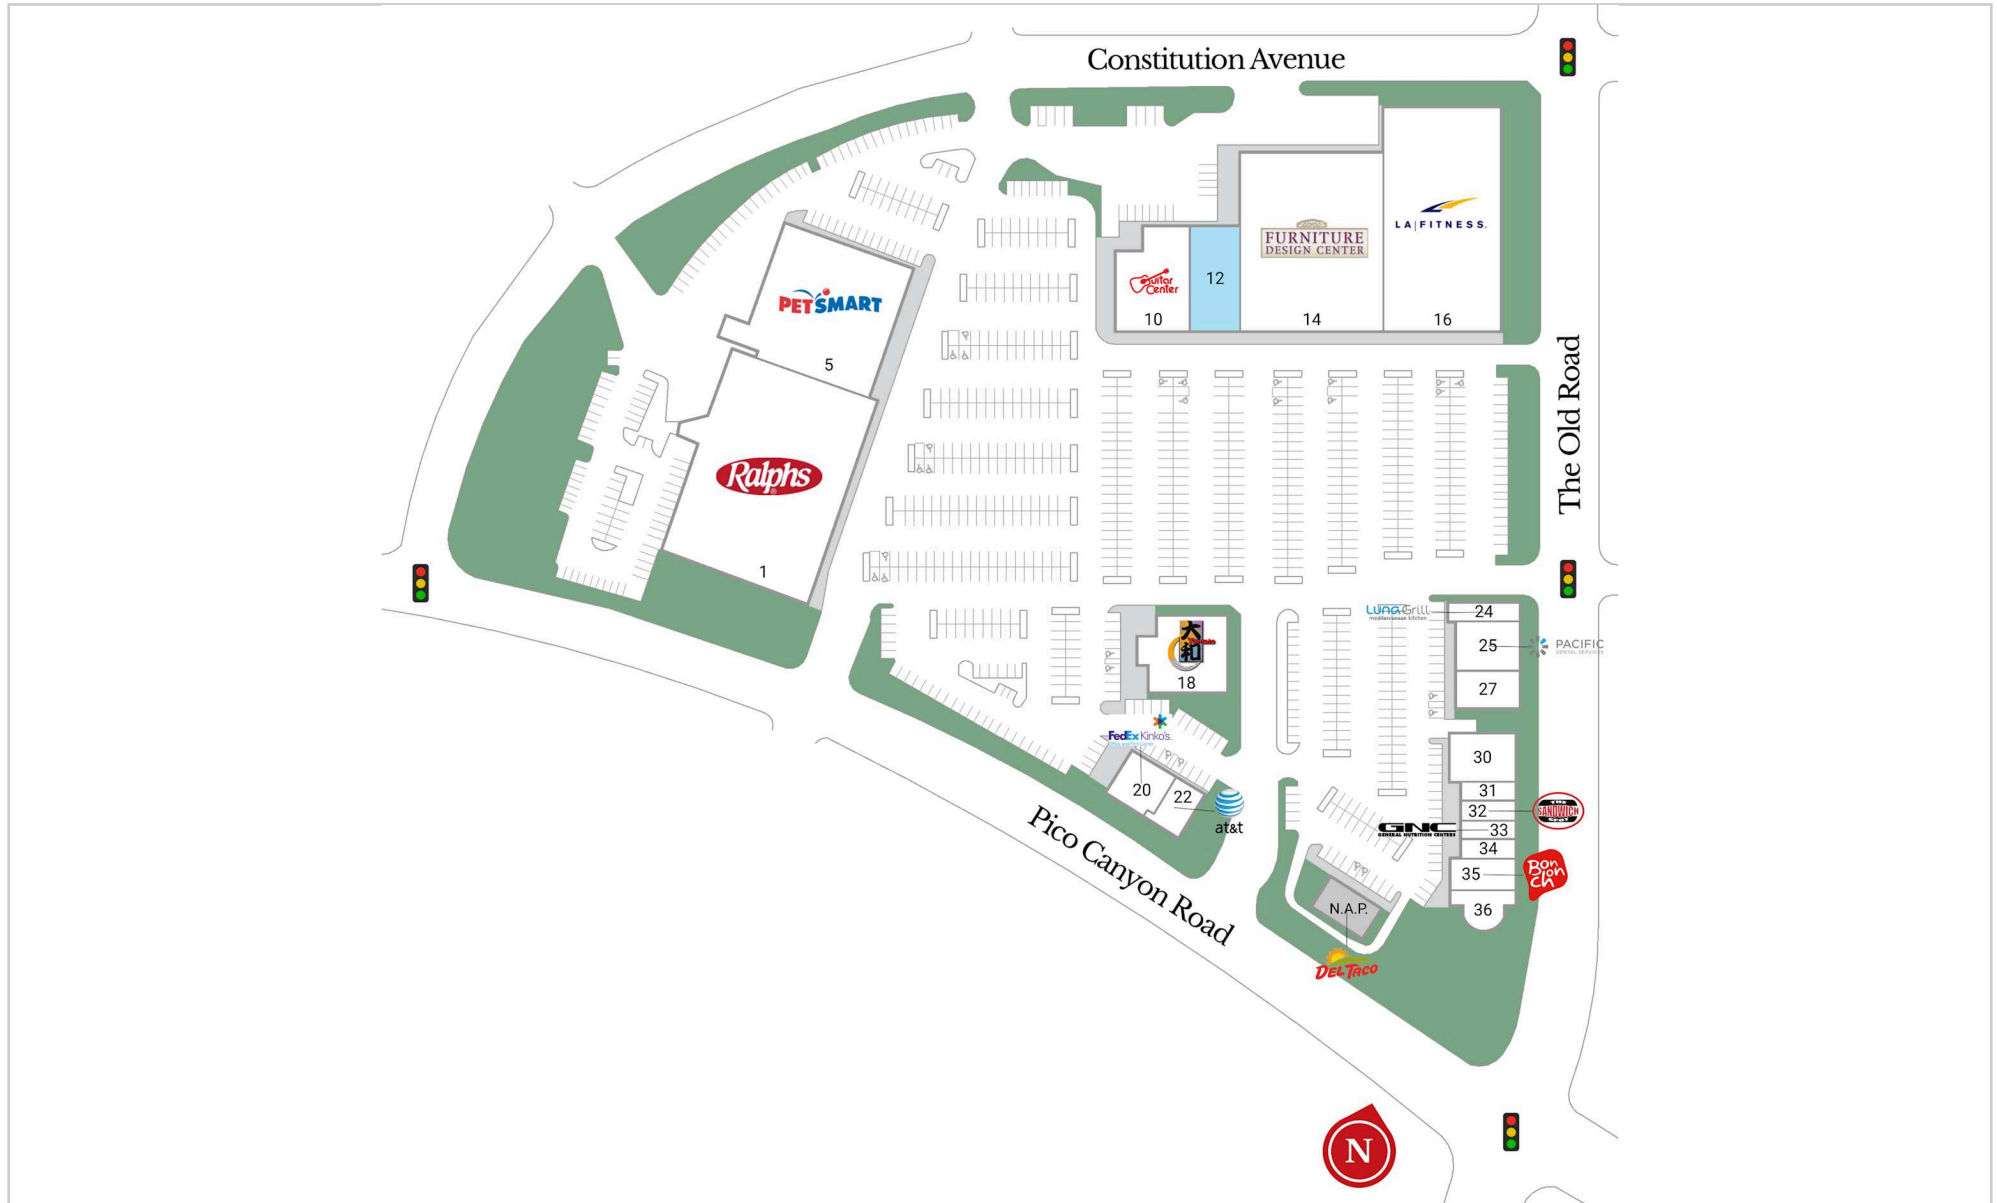 Constitution Avenue
LA|FITNESS.
FURNITURE
DESIGN CENTER
12
Guitar
Center
10
14
16
PETSMART
5
The Old Road
Ralphs
1
Luna Grill
mediterranean kitchen
24
大
和
18
25
PACIFIC
DENTAL SERVICES
27
FedEx Kinko's.
20
22
at&t
30
31
32
THE
SANDWICH
SPOT
GNC
GENERAL NUTRITION CENTERS
33
34
35
Bon
Chon
36
N.A.P.
DEL TACO
Pico Canyon Road
N